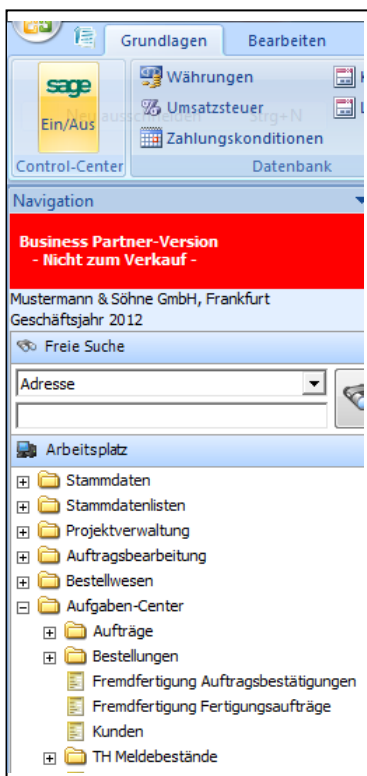 Grundlagen Bearbeiten
sage
Ein/Aus
Währungen
Umsatzsteuer
Zahlungskonditionen
Control-Center Datenbank
Navigation
Business Partner-Version
- Nicht zum Verkauf -
Mustermann & Söhne GmbH, Frankfurt
Geschäftsjahr 2012
Freie Suche
Adresse
Arbeitsplatz
Stammdaten
Stammdatenlisten
Projektverwaltung
Auftragsbearbeitung
Bestellwesen
Aufgaben-Center
Aufträge
Bestellungen
Fremdfertigung Auftragsbestätigungen
Fremdfertigung Fertigungsaufträge
Kunden
TH Meldebestände